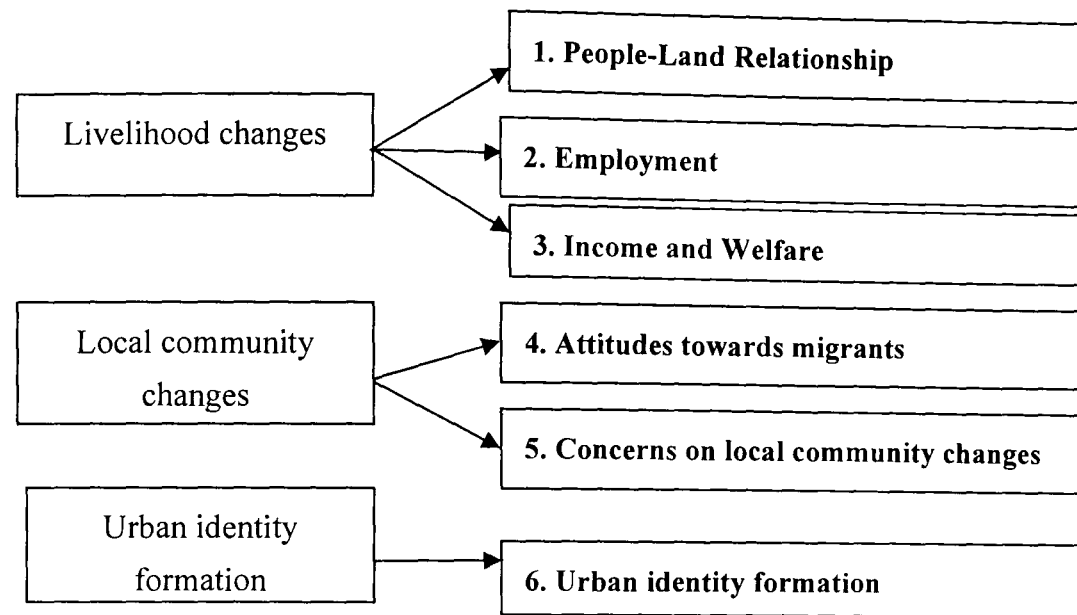 Livelihood changes
1. People-Land Relationship
2. Employment
3. Income and Welfare
Local community
changes
4. Attitudes towards migrants
5. Concerns on local community changes
Urban identity
formation
6. Urban identity formation